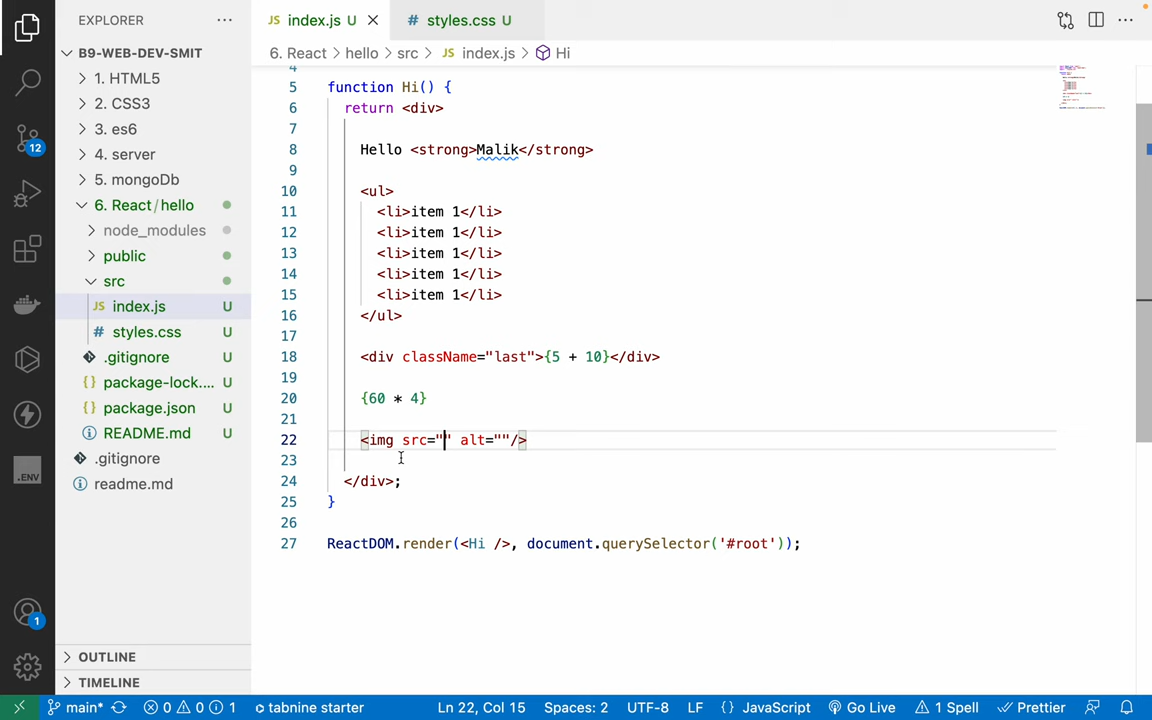 EXPLORER
B9-WEB-DEV-SMIT
1. HTML5
2. CSS3
3. es6
4. server
5. mongoDb
6. React/hello
node_modules
public
src
index.js U
styles.css U
.gitignore U
package-lock.... U
package.json U
README.md U
.gitignore
readme.md
OUTLINE
TIMELINE
12
.ENV
1
JS index.js U
# styles.css U
6. React > hello > src > JS index.js > Hi
5 function Hi() {
6 return <div>
7
8 Hello <strong>Malik</strong>
9
10 <ul>
11 <li>item 1</li>
12 <li>item 1</li>
13 <li>item 1</li>
14 <li>item 1</li>
15 <li>item 1</li>
16 </ul>
17
18 <div className="last">{5 + 10}</div>
19
20 {60 * 4}
21
22 <img src="" alt=""/>
23
24 </div>;
25 }
26
27 ReactDOM.render(<Hi />, document.querySelector('#root'));
main* 0 0 1 tabnine starter Ln 22, Col 15 Spaces: 2 UTF-8 LF {} JavaScript Go Live 1 Spell Prettier